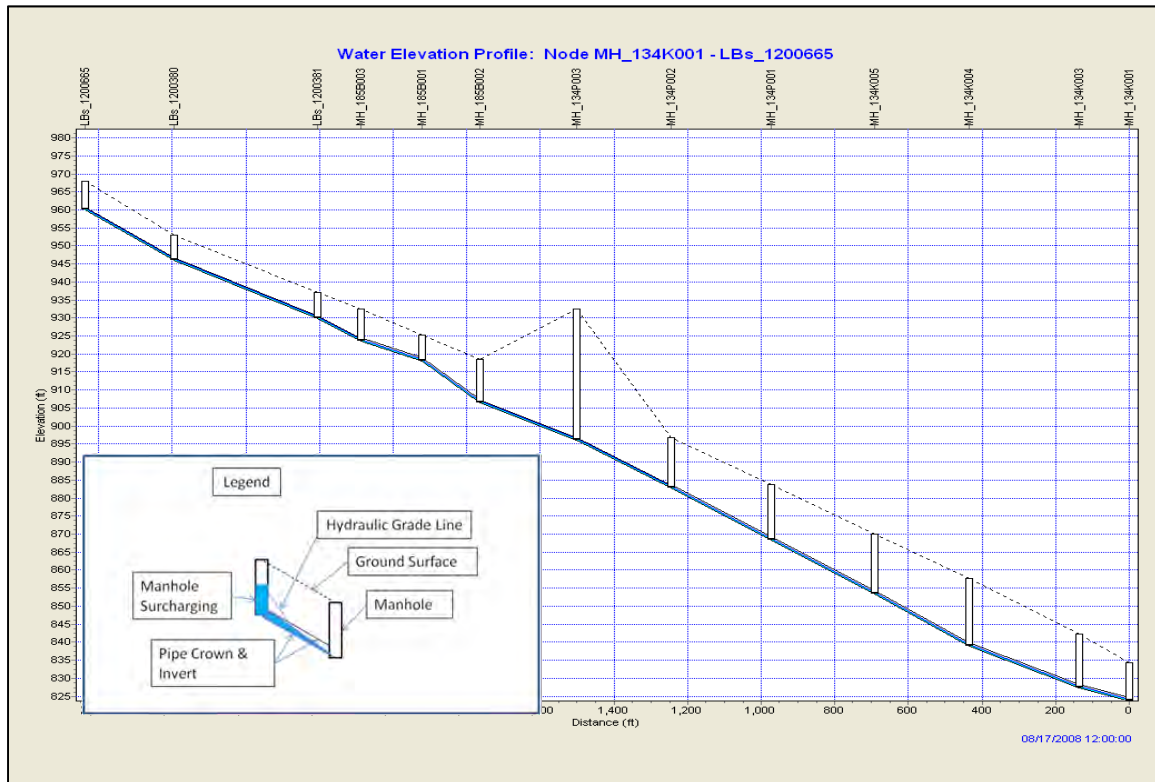 Water Elevation Profile: Node MH_134K001 - LBs_1200665
LBs_1200665
LBs_1200380
LBs_1200381
MH_165B003
MH_165B001
MH_165B002
MH_134P003
MH_134P002
MH_134P001
MH_134K005
MH_134K004
MH_134K003
MH_134K001
980
975
970
965
960
955
950
945
940
935
930
925
920
915
910
905
900
895
890
885
880
875
870
865
860
855
850
845
840
835
830
825
Elevation (ft)
Legend
Hydraulic Grade Line
Ground Surface
Manhole
Surcharging
Manhole
Pipe Crown &
Invert
1,400
1,200
1,000
800
600
400
200
0
Distance (ft)
08/17/2008 12:00:00